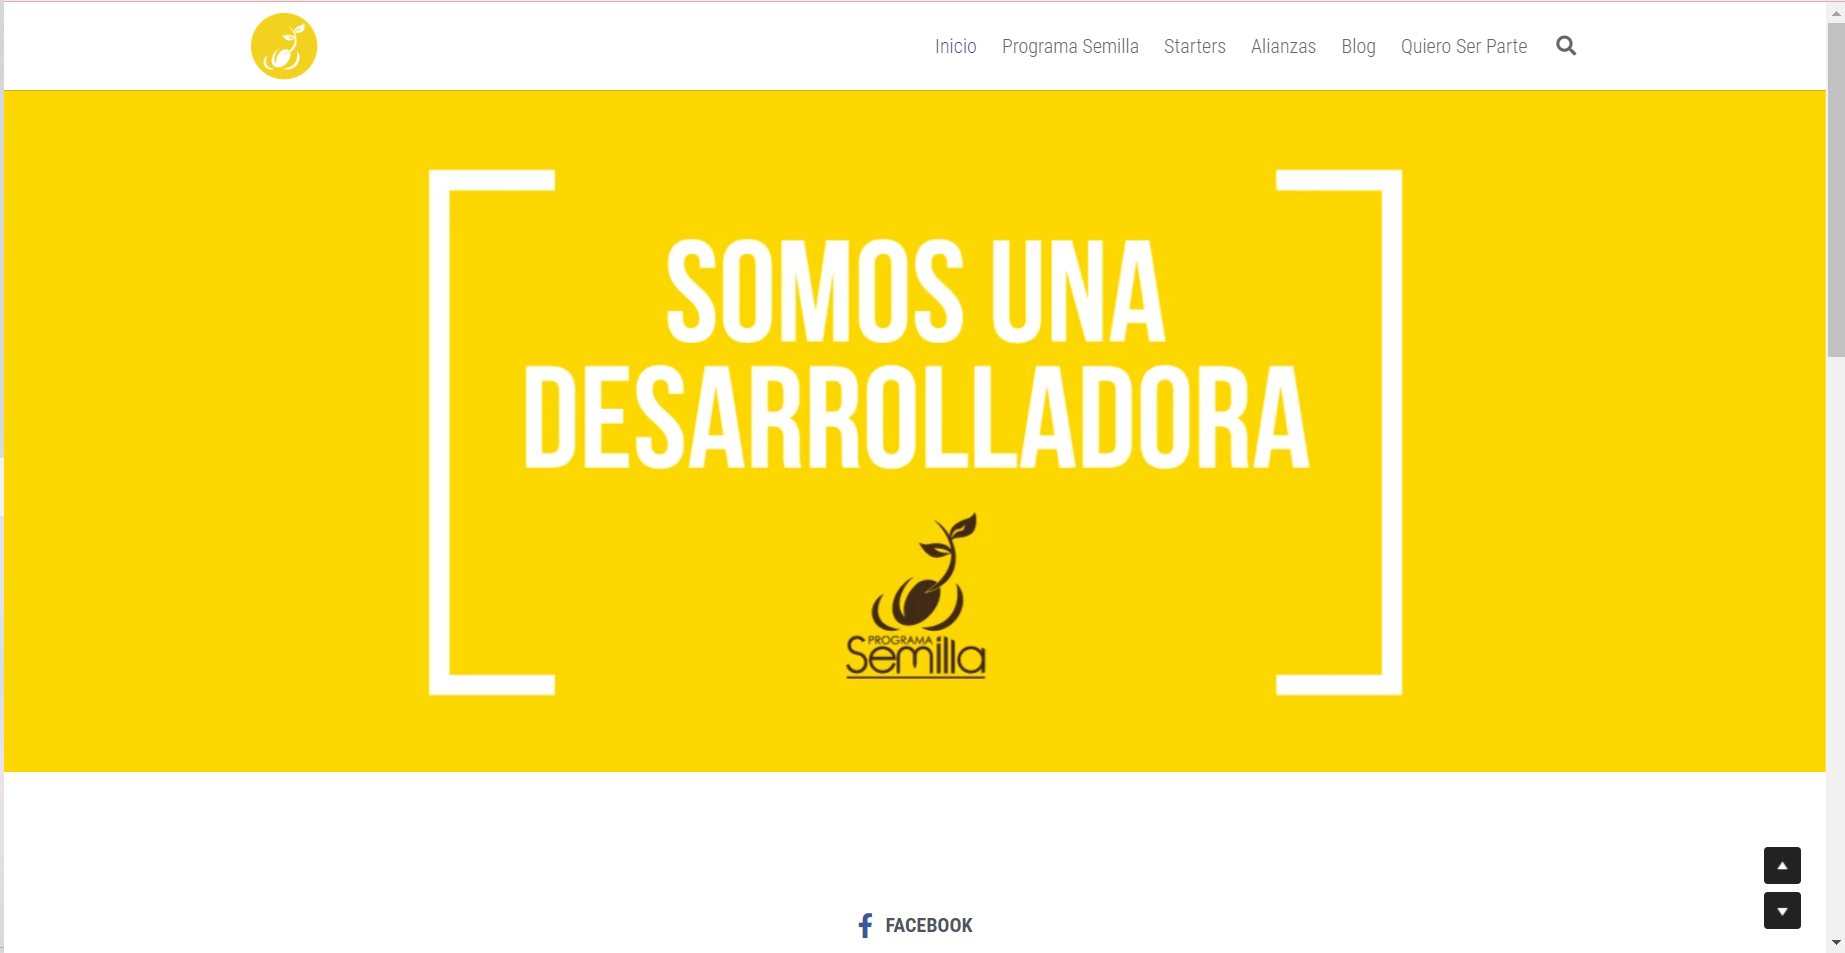 Inicio Programa Semilla Starters Alianzas Blog Quiero Ser Parte
SOMOS UNA
DESARROLLADORA
PROGRAMA
Semilla
FACEBOOK